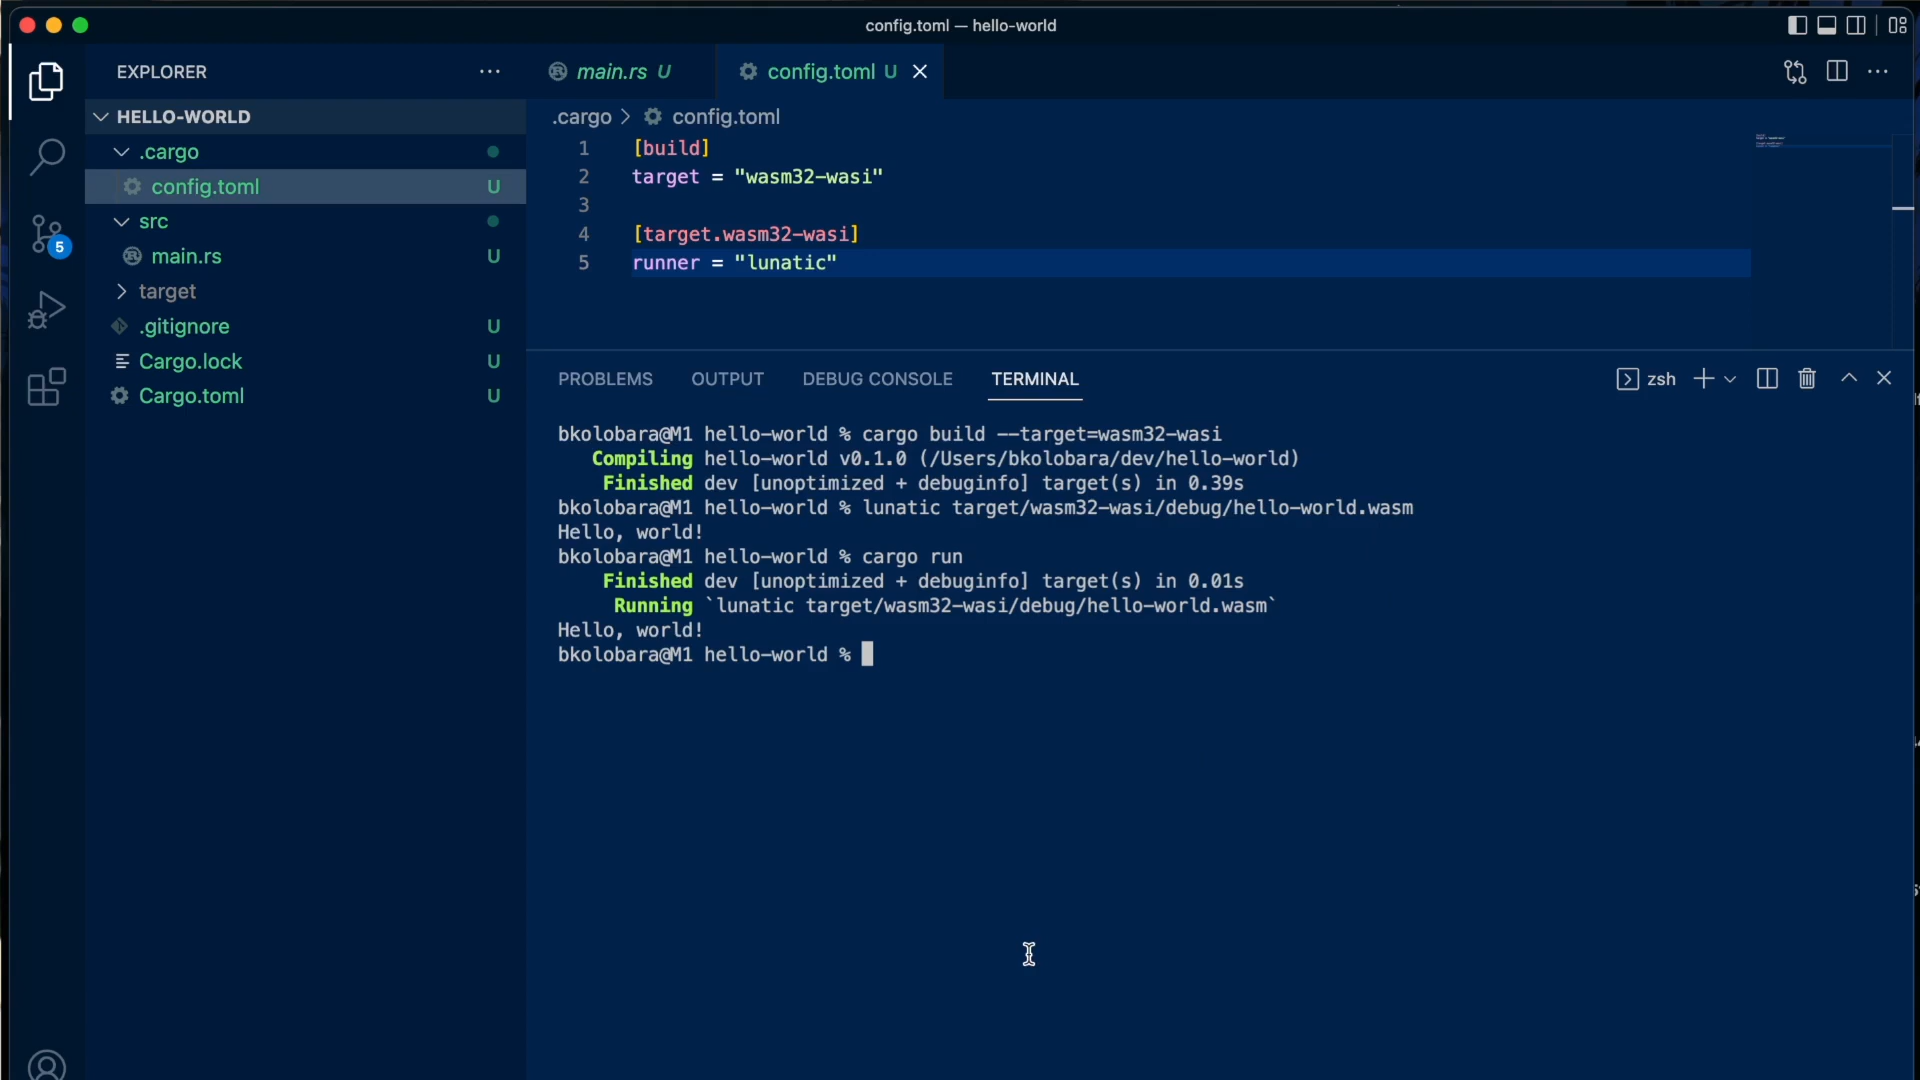 config.toml — hello-world
EXPLORER
main.rs U
config.toml U
HELLO-WORLD
.cargo
config.toml U
src
main.rs U
target
.gitignore U
Cargo.lock U
Cargo.toml U
5
.cargo > config.toml
1 [build]
2 target = "wasm32-wasi"
3
4 [target.wasm32-wasi]
5 runner = "lunatic"
PROBLEMS OUTPUT DEBUG CONSOLE TERMINAL
zsh
bkolobara@M1 hello-world % cargo build --target=wasm32-wasi
Compiling hello-world v0.1.0 (/Users/bkolobara/dev/hello-world)
Finished dev [unoptimized + debuginfo] target(s) in 0.39s
bkolobara@M1 hello-world % lunatic target/wasm32-wasi/debug/hello-world.wasm
Hello, world!
bkolobara@M1 hello-world % cargo run
Finished dev [unoptimized + debuginfo] target(s) in 0.01s
Running `lunatic target/wasm32-wasi/debug/hello-world.wasm`
Hello, world!
bkolobara@M1 hello-world %